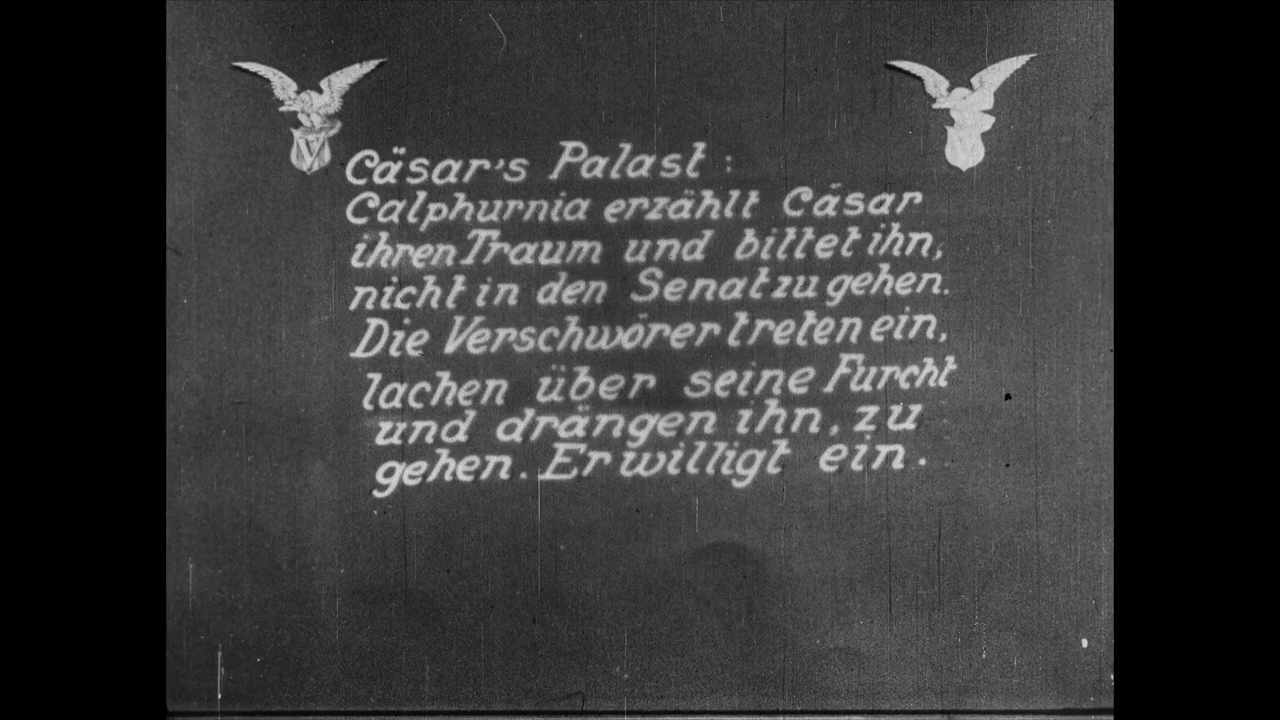 Cäsar's Palast :
Calphurnia erzählt Cäsar
ihren Traum und bittet ihn,
nicht in den Senat zu gehen.
Die Verschwörer treten ein,
lachen über seine Furcht
und drängen ihn, zu
gehen. Er willigt ein.
V
V